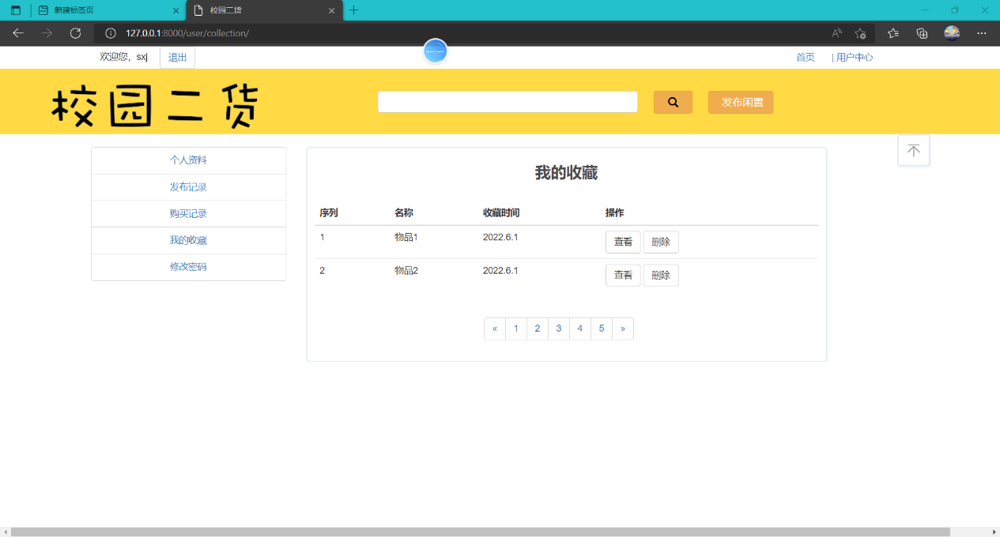 新建标签页
校园二货
127.0.0.1:8000/user/collection/
欢迎您，sxj 退出 首页 | 用户中心
校园二货 发布闲置
个人资料
发布记录
购买记录
我的收藏
修改密码
我的收藏
序列 名称 收藏时间 操作
1 物品1 2022.6.1 查看 删除
2 物品2 2022.6.1 查看 删除
« 1 2 3 4 5 »